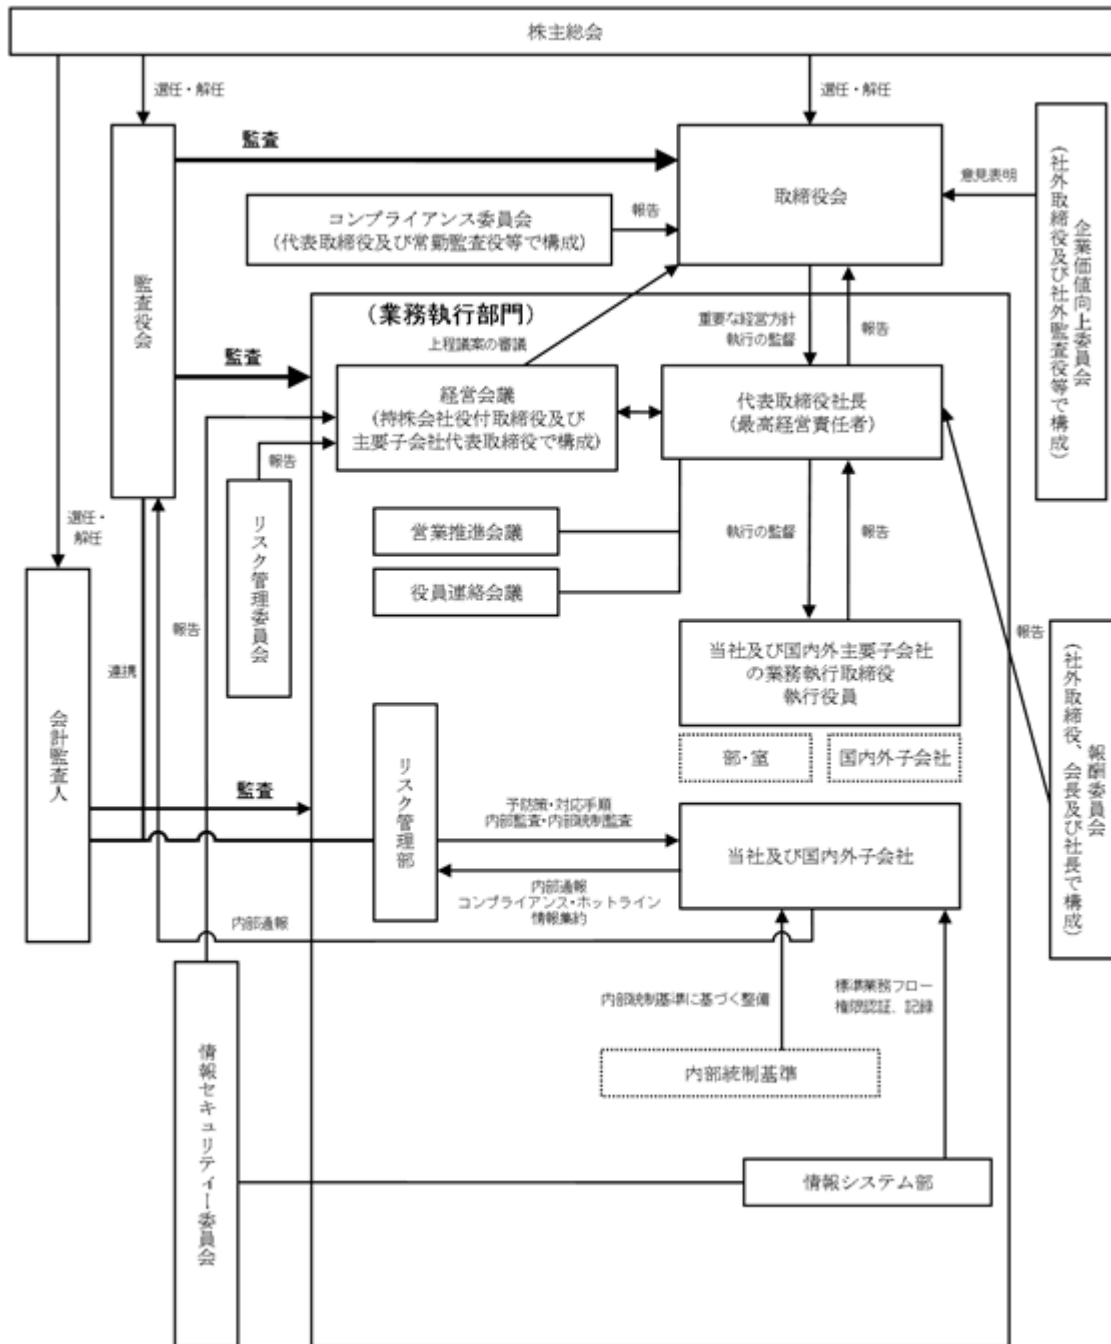 株主総会
選任・解任
選任・解任
監査
取締役会
意見表明
企業価値向上委員会
(社外取締役及び社外監査役等で構成)
コンプライアンス委員会
(代表取締役及び常勤監査役等で構成)
報告
監査役会
(業務執行部門)
上程議案の審議
重要な経営方針
執行の監督
報告
監査
経営会議
(持株会社役付取締役及び
主要子会社代表取締役で構成)
代表取締役社長
(最高経営責任者)
報告
リスク管理委員会
営業推進会議
役員連絡会議
執行の監督
報告
選任・
解任
会計監査人
連携
報告
当社及び国内外主要子会社
の業務執行取締役
執行役員
報告
報酬委員会
(社外取締役、会長及び社長で構成)
部・室
国内外子会社
監査
リスク管理部
予防策・対応手順
内部監査・内部統制監査
当社及び国内外子会社
内部通報
コンプライアンス・ホットライン
情報集約
内部通報
内部統制基準に基づく整備
標準業務フロー
権限認証、記録
内部統制基準
情報セキュリティー委員会
情報システム部